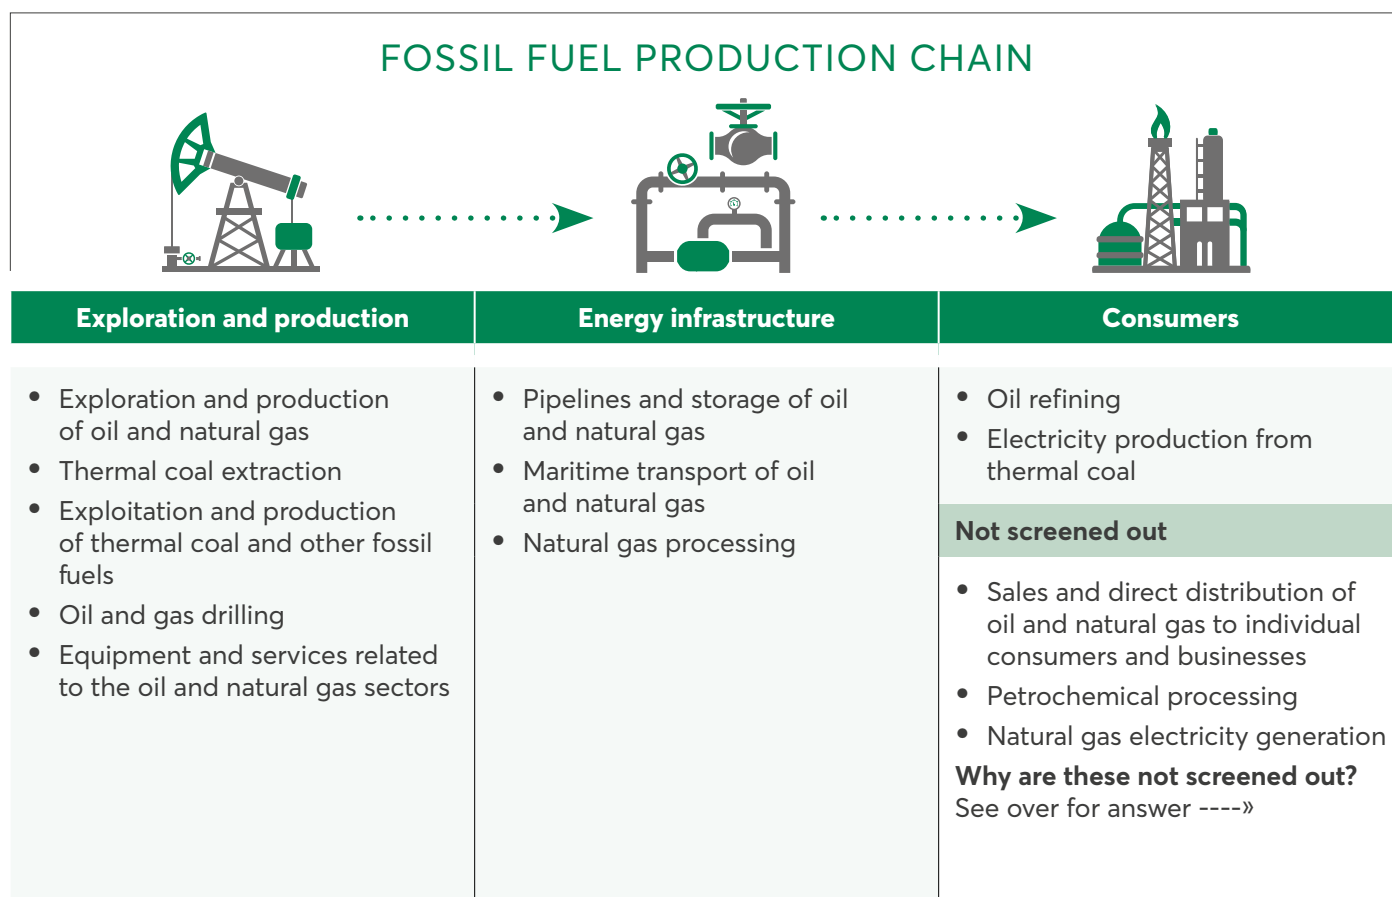 FOSSIL FUEL PRODUCTION CHAIN
Exploration and production
• Exploration and production
of oil and natural gas
• Thermal coal extraction
• Exploitation and production
of thermal coal and other fossil
fuels
• Oil and gas drilling
• Equipment and services related
to the oil and natural gas sectors
Energy infrastructure
• Pipelines and storage of oil
and natural gas
• Maritime transport of oil
and natural gas
• Natural gas processing
Consumers
• Oil refining
• Electricity production from
thermal coal
Not screened out
• Sales and direct distribution of
oil and natural gas to individual
consumers and businesses
• Petrochemical processing
• Natural gas electricity generation
Why are these not screened out?
See over for answer ----»